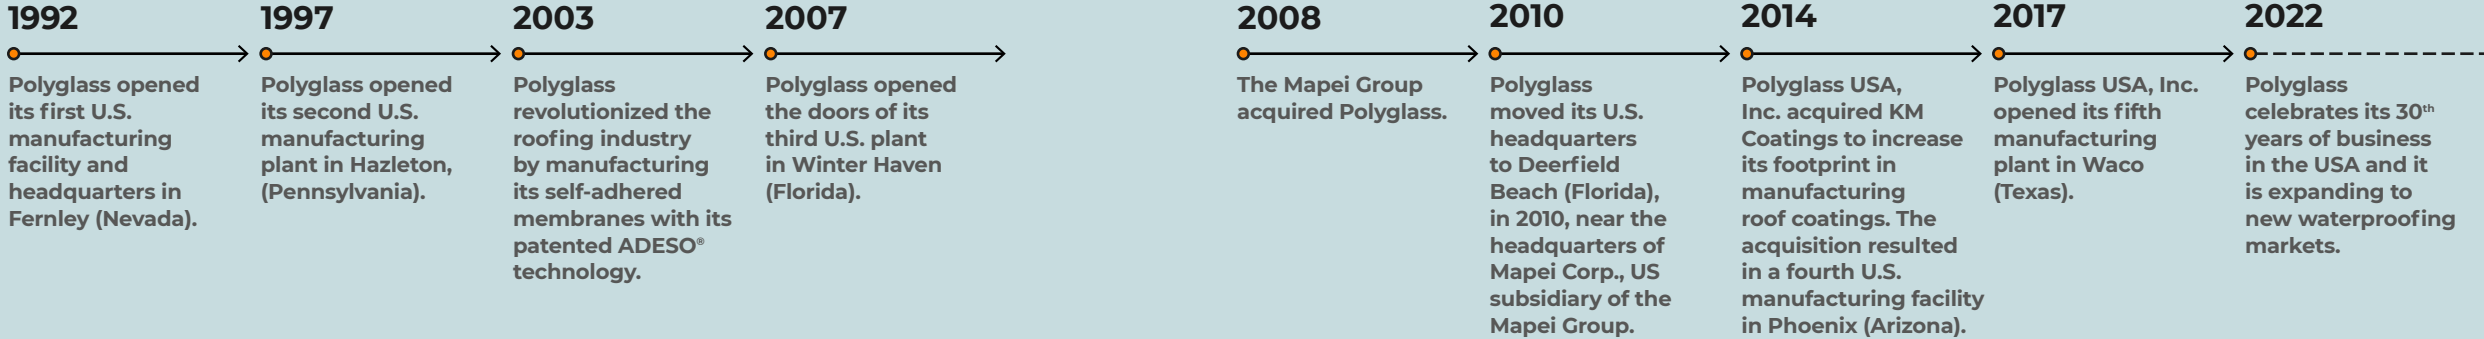 1992
Polyglass opened
its first U.S.
manufacturing
facility and
headquarters in
Fernley (Nevada).
1997
Polyglass opened
its second U.S.
manufacturing
plant in Hazleton,
(Pennsylvania).
2003
Polyglass
revolutionized the
roofing industry
by manufacturing
its self-adhered
membranes with its
patented ADESO®
technology.
2007
Polyglass opened
the doors of its
third U.S. plant
in Winter Haven
(Florida).
2008
The Mapei Group
acquired Polyglass.
2010
Polyglass
moved its U.S.
headquarters
to Deerfield
Beach (Florida),
in 2010, near the
headquarters of
Mapei Corp., US
subsidiary of the
Mapei Group.
2014
Polyglass USA,
Inc. acquired KM
Coatings to increase
its footprint in
manufacturing
roof coatings. The
acquisition resulted
in a fourth U.S.
manufacturing facility
in Phoenix (Arizona).
2017
Polyglass USA, Inc.
opened its fifth
manufacturing
plant in Waco
(Texas).
2022
Polyglass
celebrates its 30th
years of business
in the USA and it
is expanding to
new waterproofing
markets.